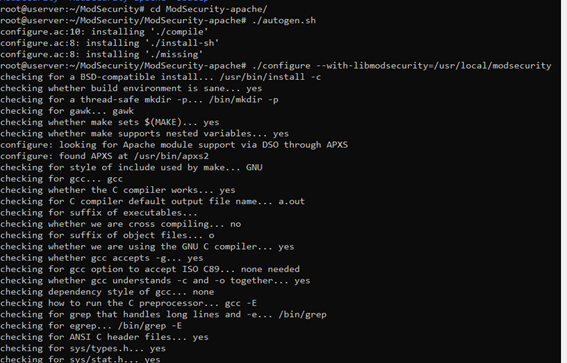 root@userver:~/ModSecurity# cd ModSecurity-apache/
root@userver:~/ModSecurity/ModSecurity-apache# ./autogen.sh
configure.ac:10: installing './compile'
configure.ac:8: installing './install-sh'
configure.ac:8: installing './missing'
root@userver:~/ModSecurity/ModSecurity-apache# ./configure --with-libmodsecurity=/usr/local/modsecurity
checking for a BSD-compatible install... /usr/bin/install -c
checking whether build environment is sane... yes
checking for a thread-safe mkdir -p... /bin/mkdir -p
checking for gawk... gawk
checking whether make sets $(MAKE)... yes
checking whether make supports nested variables... yes
configure: looking for Apache module support via DSO through APXS
configure: found APXS at /usr/bin/apxs2
checking for style of include used by make... GNU
checking for gcc... gcc
checking whether the C compiler works... yes
checking for C compiler default output file name... a.out
checking for suffix of executables...
checking whether we are cross compiling... no
checking for suffix of object files... o
checking whether we are using the GNU C compiler... yes
checking whether gcc accepts -g... yes
checking for gcc option to accept ISO C89... none needed
checking whether gcc understands -c and -o together... yes
checking dependency style of gcc... none
checking how to run the C preprocessor... gcc -E
checking for grep that handles long lines and -e... /bin/grep
checking for egrep... /bin/grep -E
checking for ANSI C header files... yes
checking for sys/types.h... yes
checking for sys/stat.h... yes